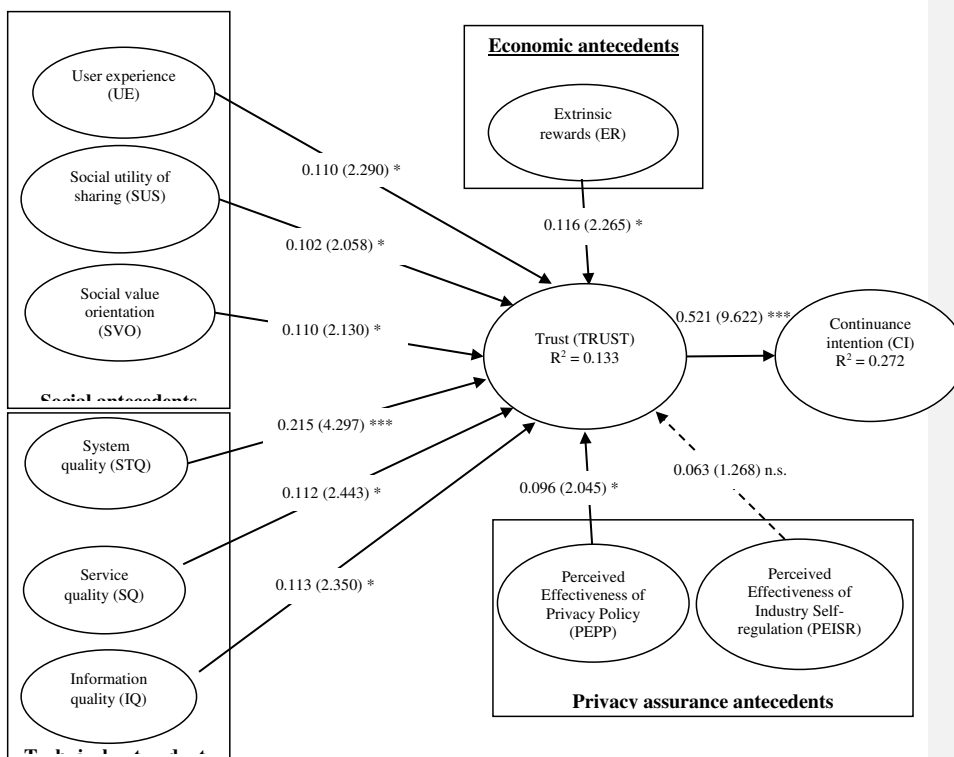 User experience
(UE)
Social utility of
sharing (SUS)
Social value
orientation
(SVO)
Social antecedents
System
quality (STQ)
Service
quality (SQ)
Information
quality (IQ)
0.110 (2.290) *
0.102 (2.058) *
0.110 (2.130) *
0.215 (4.297) ***
0.112 (2.443) *
0.113 (2.350) *
Economic antecedents
Extrinsic
rewards (ER)
0.116 (2.265) *
Trust (TRUST)
R² = 0.133
0.521 (9.622) ***
Continuance
intention (CI)
R² = 0.272
0.096 (2.045) *
0.063 (1.268) n.s.
Perceived
Effectiveness of
Privacy Policy
(PEPP)
Perceived
Effectiveness of
Industry Self-
regulation (PEISR)
Privacy assurance antecedents